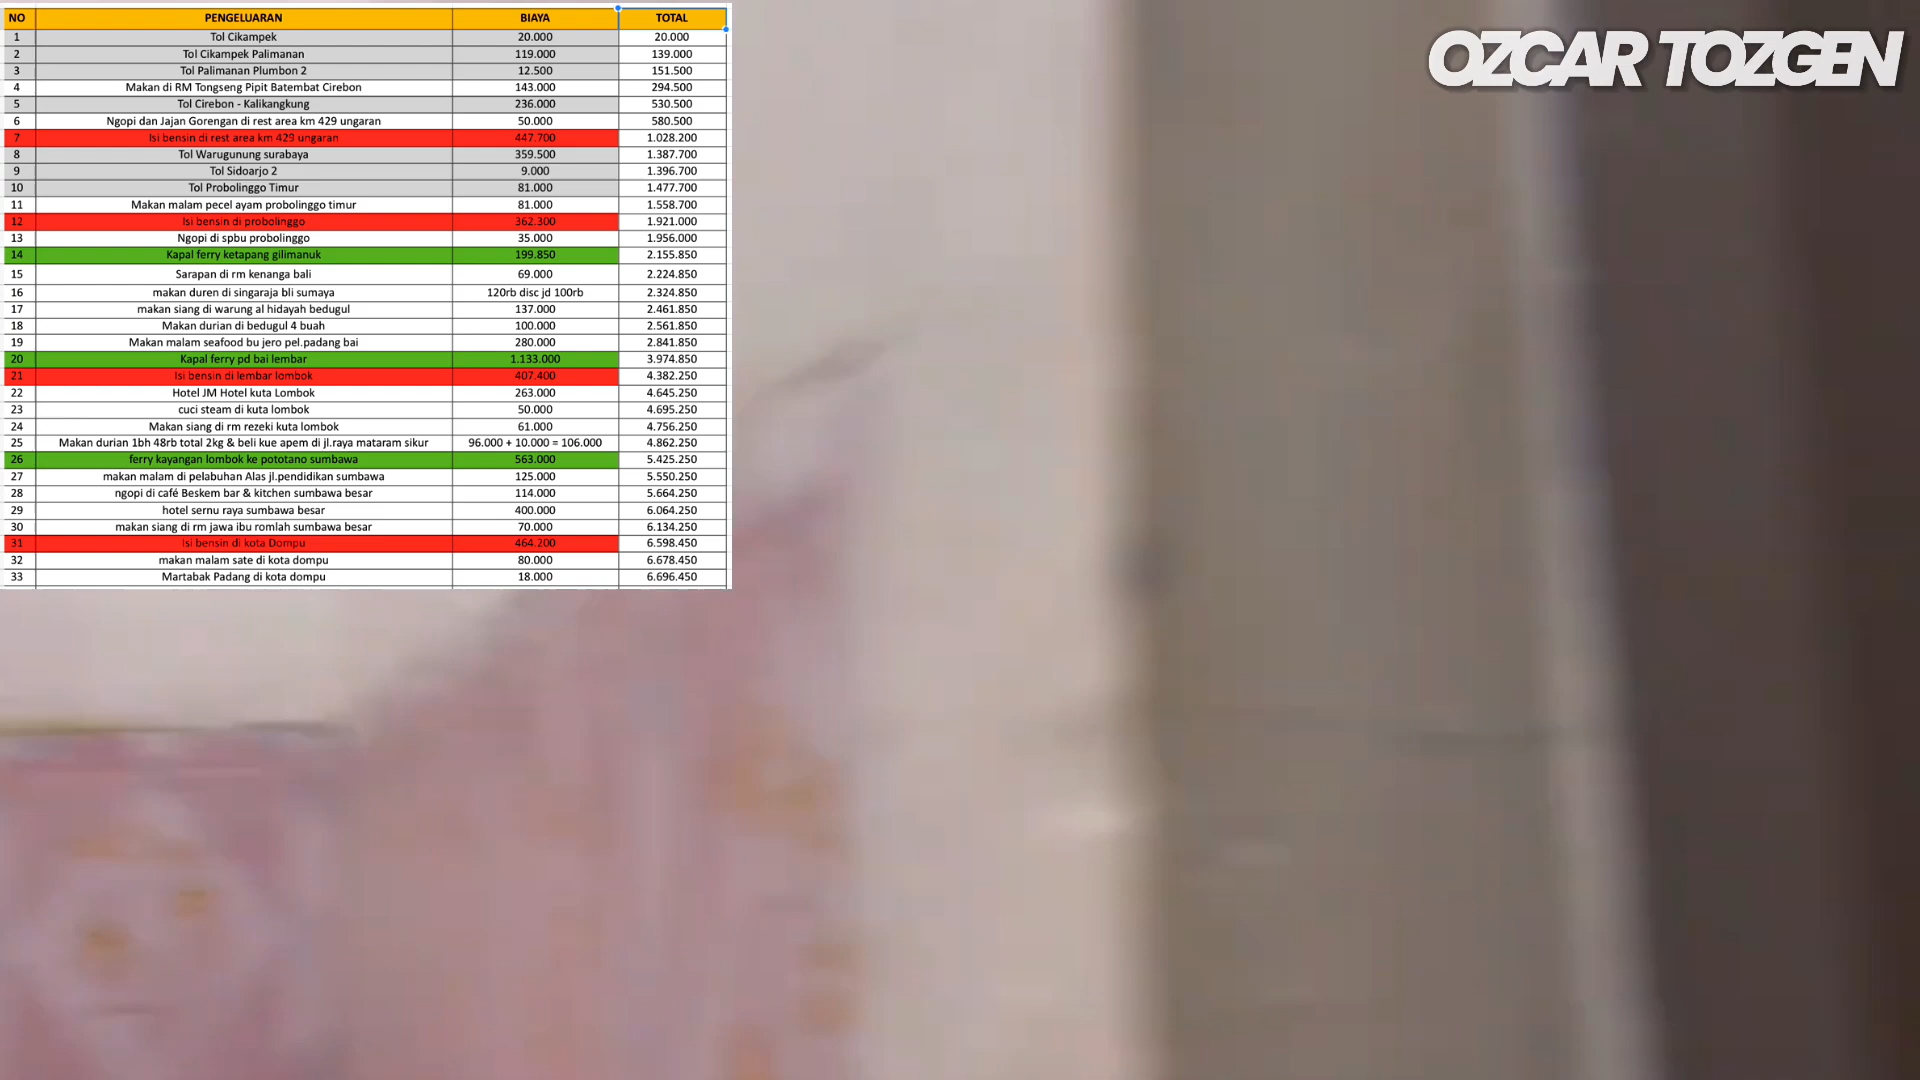 NO PENGELUARAN BIAYA TOTAL
1 Tol Cikampek 20.000 20.000
2 Tol Cikampek Palimanan 119.000 139.000
3 Tol Palimanan Plumbon 2 12.500 151.500
4 Makan di RM Tongseng Pipit Batembat Cirebon 143.000 294.500
5 Tol Cirebon - Kalikangkung 236.000 530.500
6 Ngopi dan Jajan Gorengan di rest area km 429 ungaran 50.000 580.500
7 Isi bensin di rest area km 429 ungaran 447.700 1.028.200
8 Tol Warugunung surabaya 359.500 1.387.700
9 Tol Sidoarjo 2 9.000 1.396.700
10 Tol Probolinggo Timur 81.000 1.477.700
11 Makan malam pecel ayam probolinggo timur 81.000 1.558.700
12 Isi bensin di probolinggo 362.300 1.921.000
13 Ngopi di spbu probolinggo 35.000 1.956.000
14 Kapal ferry ketapang gilimanuk 199.850 2.155.850
15 Sarapan di rm kenanga bali 69.000 2.224.850
16 makan duren di singaraja bli sumaya 120rb disc jd 100rb 2.324.850
17 makan siang di warung al hidayah bedugul 137.000 2.461.850
18 Makan durian di bedugul 4 buah 100.000 2.561.850
19 Makan malam seafood bu jero pel.padang bai 280.000 2.841.850
20 Kapal ferry pd bai lembar 1.133.000 3.974.850
21 Isi bensin di lembar lombok 407.400 4.382.250
22 Hotel JM Hotel kuta Lombok 263.000 4.645.250
23 cuci steam di kuta lombok 50.000 4.695.250
24 Makan siang di rm rezeki kuta lombok 61.000 4.756.250
25 Makan durian 1bh 48rb total 2kg & beli kue apem di jl.raya mataram sikur 96.000 + 10.000 = 106.000 4.862.250
26 ferry kayangan lombok ke pototano sumbawa 563.000 5.425.250
27 makan malam di pelabuhan Alas jl.pendidikan sumbawa 125.000 5.550.250
28 ngopi di café Beskem bar & kitchen sumbawa besar 114.000 5.664.250
29 hotel sernu raya sumbawa besar 400.000 6.064.250
30 makan siang di rm jawa ibu romlah sumbawa besar 70.000 6.134.250
31 Isi bensin di kota Dompu 464.200 6.598.450
32 makan malam sate di kota dompu 80.000 6.678.450
33 Martabak Padang di kota dompu 18.000 6.696.450
OZCAR TOZGEN